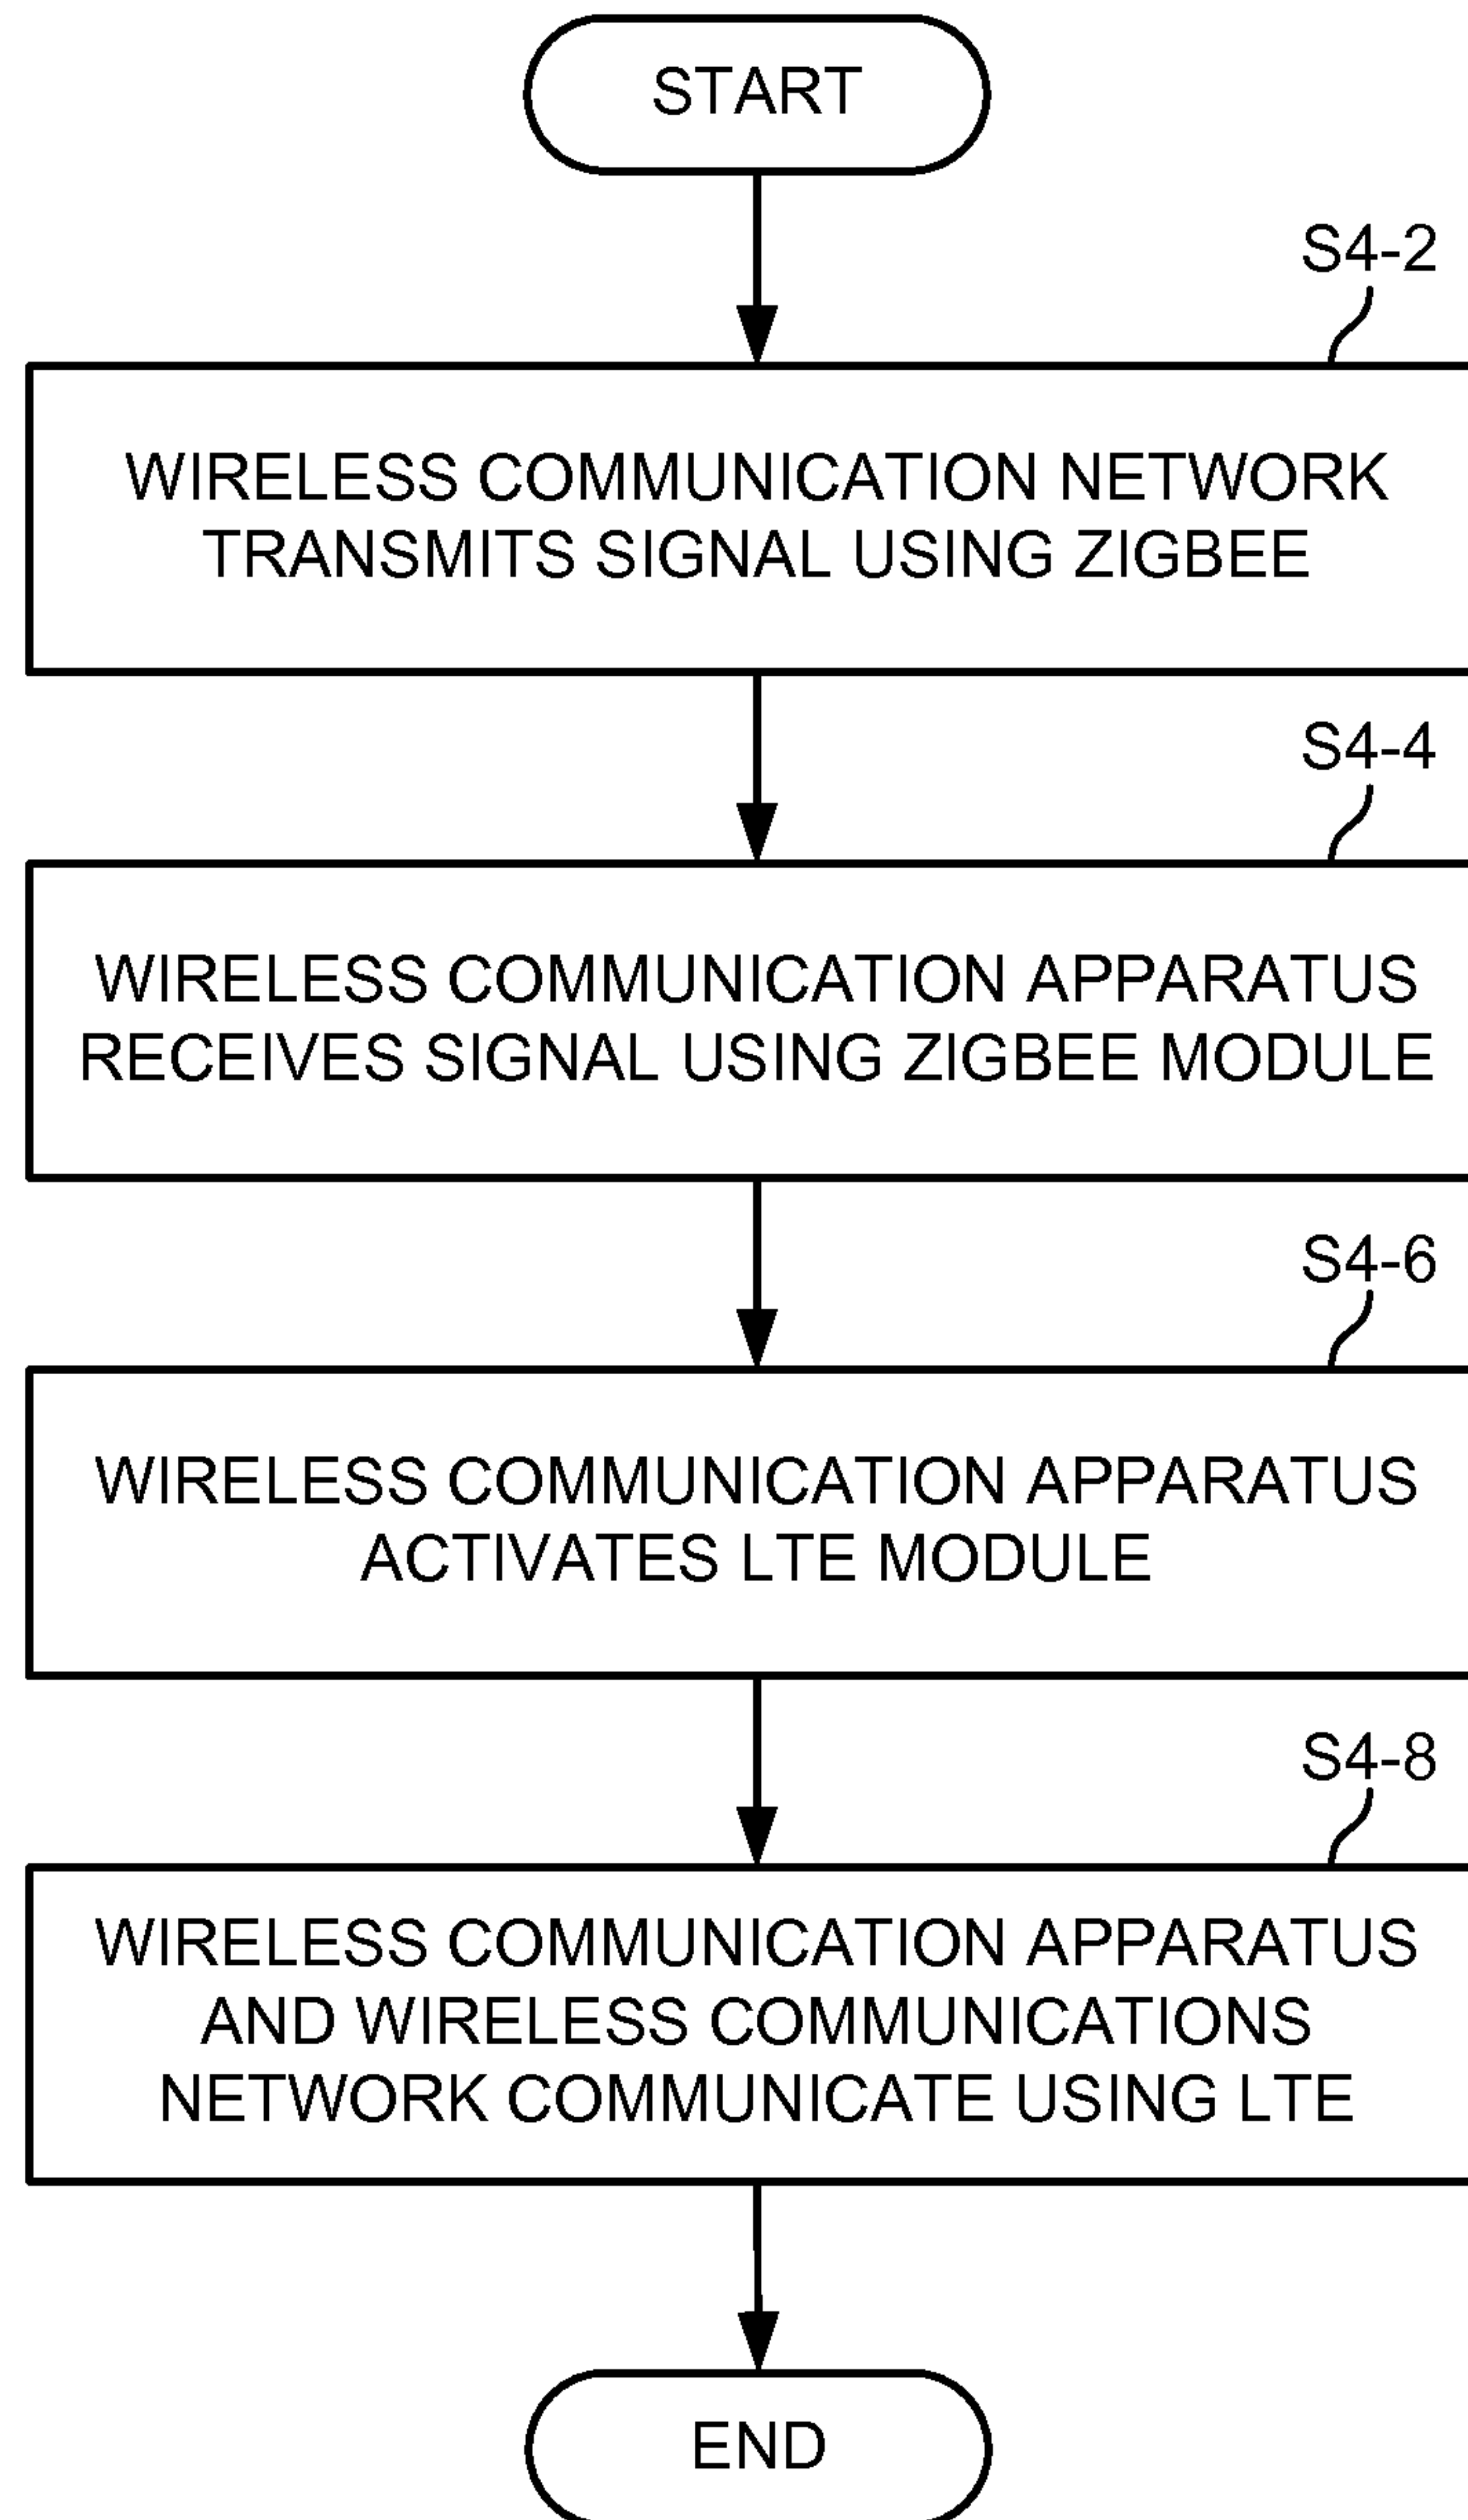 START
S4-2
WIRELESS COMMUNICATION NETWORK
TRANSMITS SIGNAL USING ZIGBEE
S4-4
WIRELESS COMMUNICATION APPARATUS
RECEIVES SIGNAL USING ZIGBEE MODULE
S4-6
WIRELESS COMMUNICATION APPARATUS
ACTIVATES LTE MODULE
S4-8
WIRELESS COMMUNICATION APPARATUS
AND WIRELESS COMMUNICATIONS
NETWORK COMMUNICATE USING LTE
END